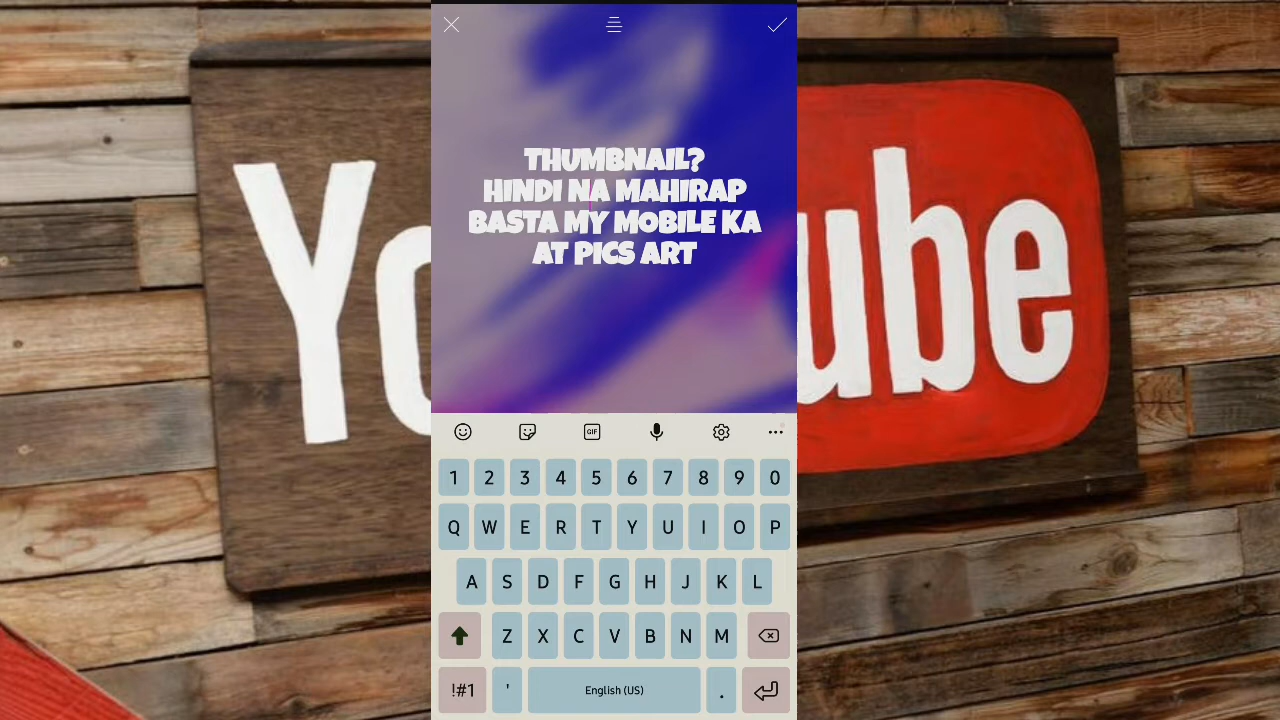 THUMBNAIL?
HINDI NA MAHIRAP
BASTA MY MOBILE KA
AT PICS ART
Yo
ube
GIF
1 2 3 4 5 6 7 8 9 0
Q W E R T Y U I O P
A S D F G H J K L
Z X C V B N M
!#1 ' English (US) .